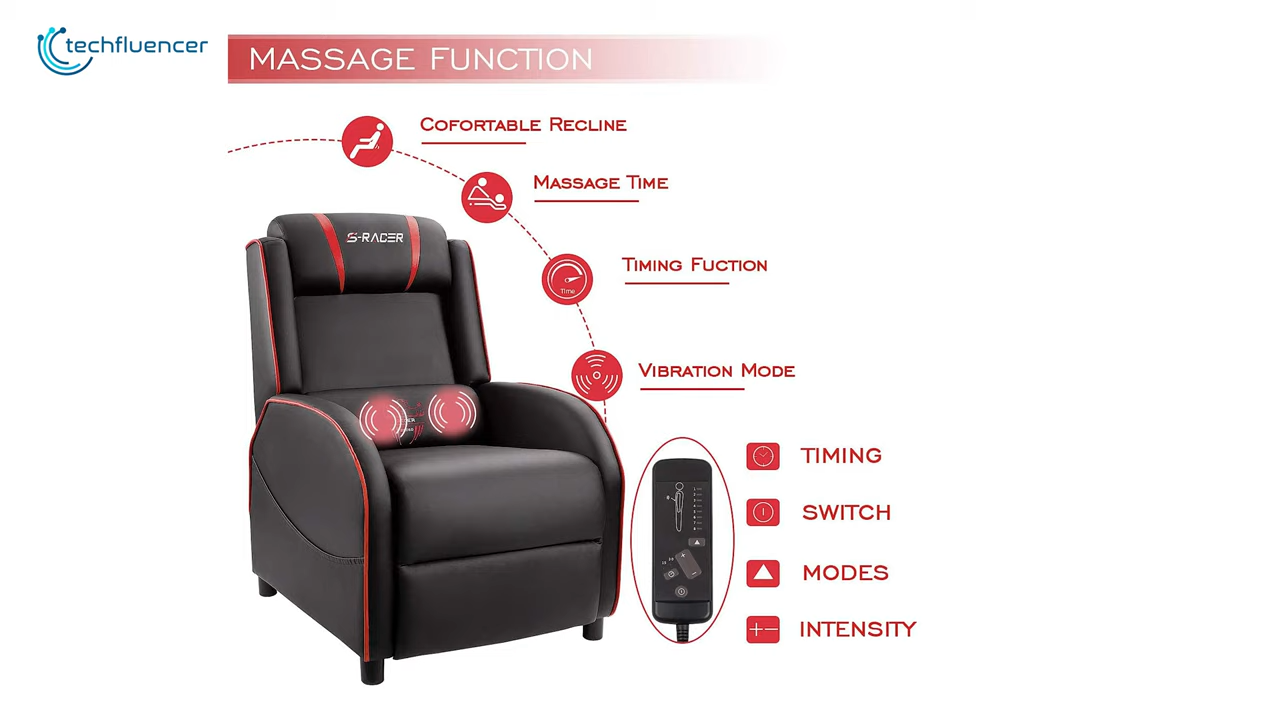 techfluencer
MASSAGE FUNCTION
COFORTABLE RECLINE
MASSAGE TIME
S-RACER
TIMING FUCTION
Time
VIBRATION MODE
TIMING
SWITCH
MODES
INTENSITY